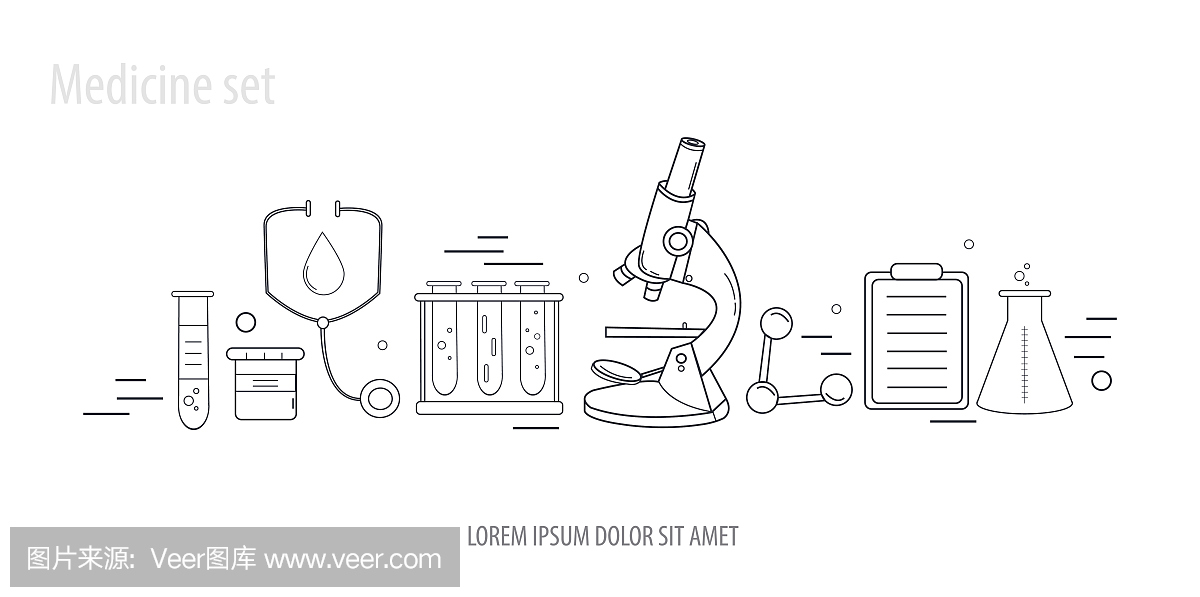 Medicine set
LOREM IPSUM DOLOR SIT AMET
图片来源：Veer图库 www.veer.com